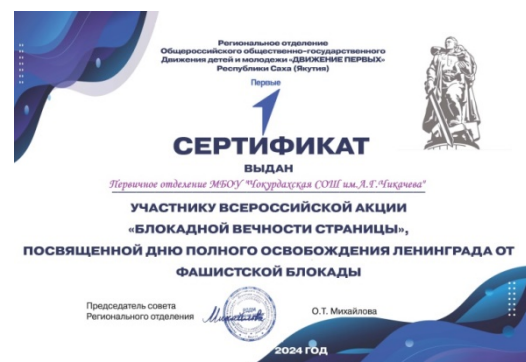 Региональное отделение
Общероссийского общественно-государственного
Движения детей и молодежи «ДВИЖЕНИЕ ПЕРВЫХ»
Республики Саха (Якутия)
Первые
СЕРТИФИКАТ
ВЫДАН
Первичное отделение МБОУ "Чокурдахская СОШ им.А.Г.Чикачева"
УЧАСТНИКУ ВСЕРОССИЙСКОЙ АКЦИИ
«БЛОКАДНОЙ ВЕЧНОСТИ СТРАНИЦЫ»,
ПОСВЯЩЕННОЙ ДНЮ ПОЛНОГО ОСВОБОЖДЕНИЯ ЛЕНИНГРАДА ОТ
ФАШИСТСКОЙ БЛОКАДЫ
Председатель совета
Регионального отделения
О.Т. Михайлова
2024 ГОД